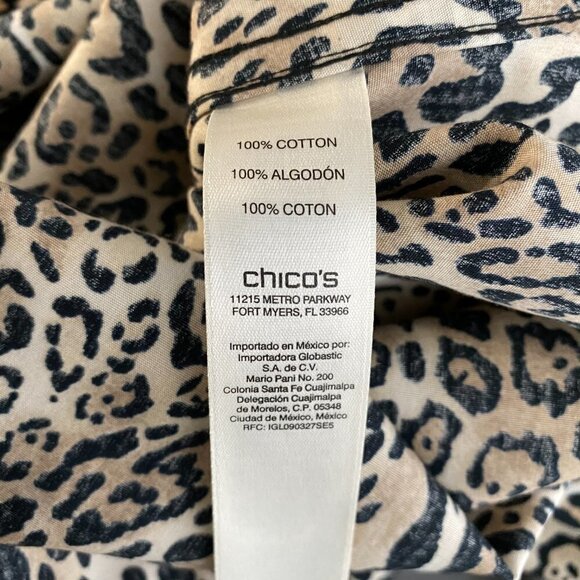 100% COTTON
100% ALGODÓN
100% COTON
chico's
11215 METRO PARKWAY
FORT MYERS, FL 33966
Importado en México por:
Importadora Globastic
S.A. de C.V.
Mario Pani No. 200
Colonia Santa Fe Cuajimalpa
Delegación Cuajimalpa
de Morelos, C.P. 05348
Ciudad de México, México
RFC: IGL090327SE5